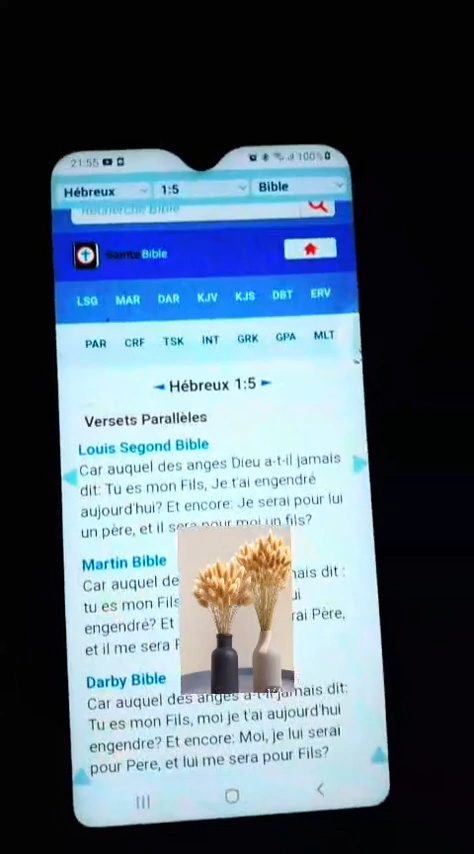 21:55 100%
Hébreux 1:5 Bible
Recherche Bible
Sainte Bible
LSG MAR DAR KJV KJS DBT ERV
PAR CRF TSK INT GRK GPA MLT
Hébreux 1:5
Versets Parallèles
Louis Segond Bible
Car auquel des anges Dieu a-t-il jamais
dit: Tu es mon Fils, Je t'ai engendré
aujourd'hui? Et encore: Je serai pour lui
un père, et il sera pour moi un fils?
Martin Bible
Car auquel de mais dit :
tu es mon Fils ui
engendré? Et rai Père,
et il me sera
Darby Bible
Car auquel des anges a-t-il jamais dit:
Tu es mon Fils, moi je t'ai aujourd'hui
engendre? Et encore: Moi, je lui serai
pour Pere, et lui me sera pour Fils?